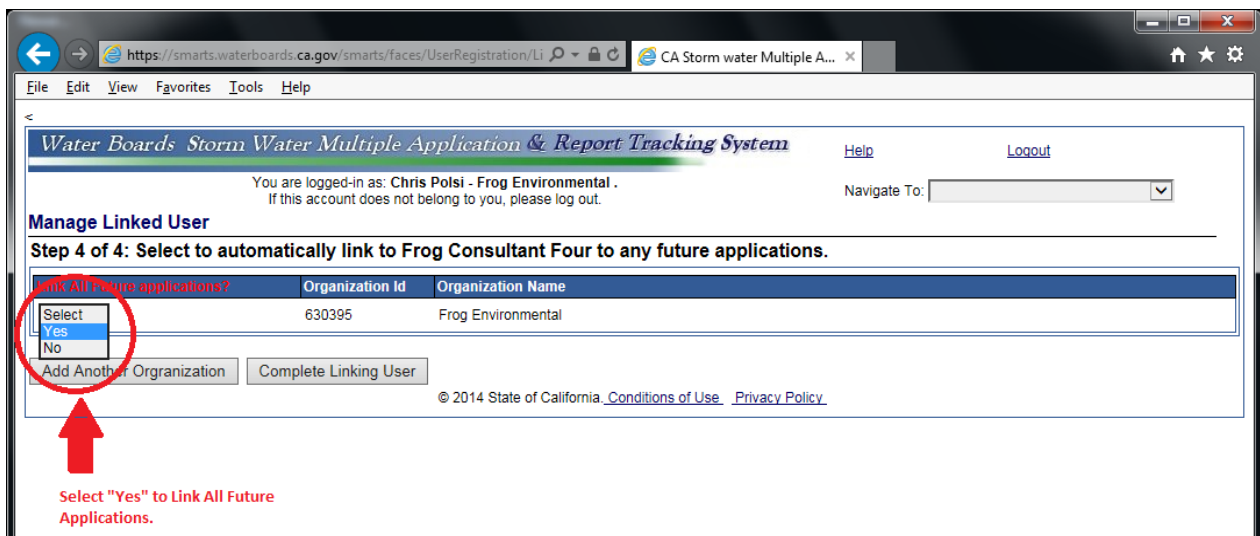 https://smarts.waterboards.ca.gov/smarts/faces/UserRegistration/Li
CA Storm water Multiple A...
File Edit View Favorites Tools Help
<
Water Boards Storm Water Multiple Application & Report Tracking System
Help Logout
You are logged-in as: Chris Polsi - Frog Environmental .
If this account does not belong to you, please log out.
Navigate To:
Manage Linked User
Step 4 of 4: Select to automatically link to Frog Consultant Four to any future applications.
Link All Future applications? Organization Id Organization Name
Select 630395 Frog Environmental
Yes
No
Add Another Orgranization Complete Linking User
© 2014 State of California. Conditions of Use Privacy Policy
Select "Yes" to Link All Future
Applications.